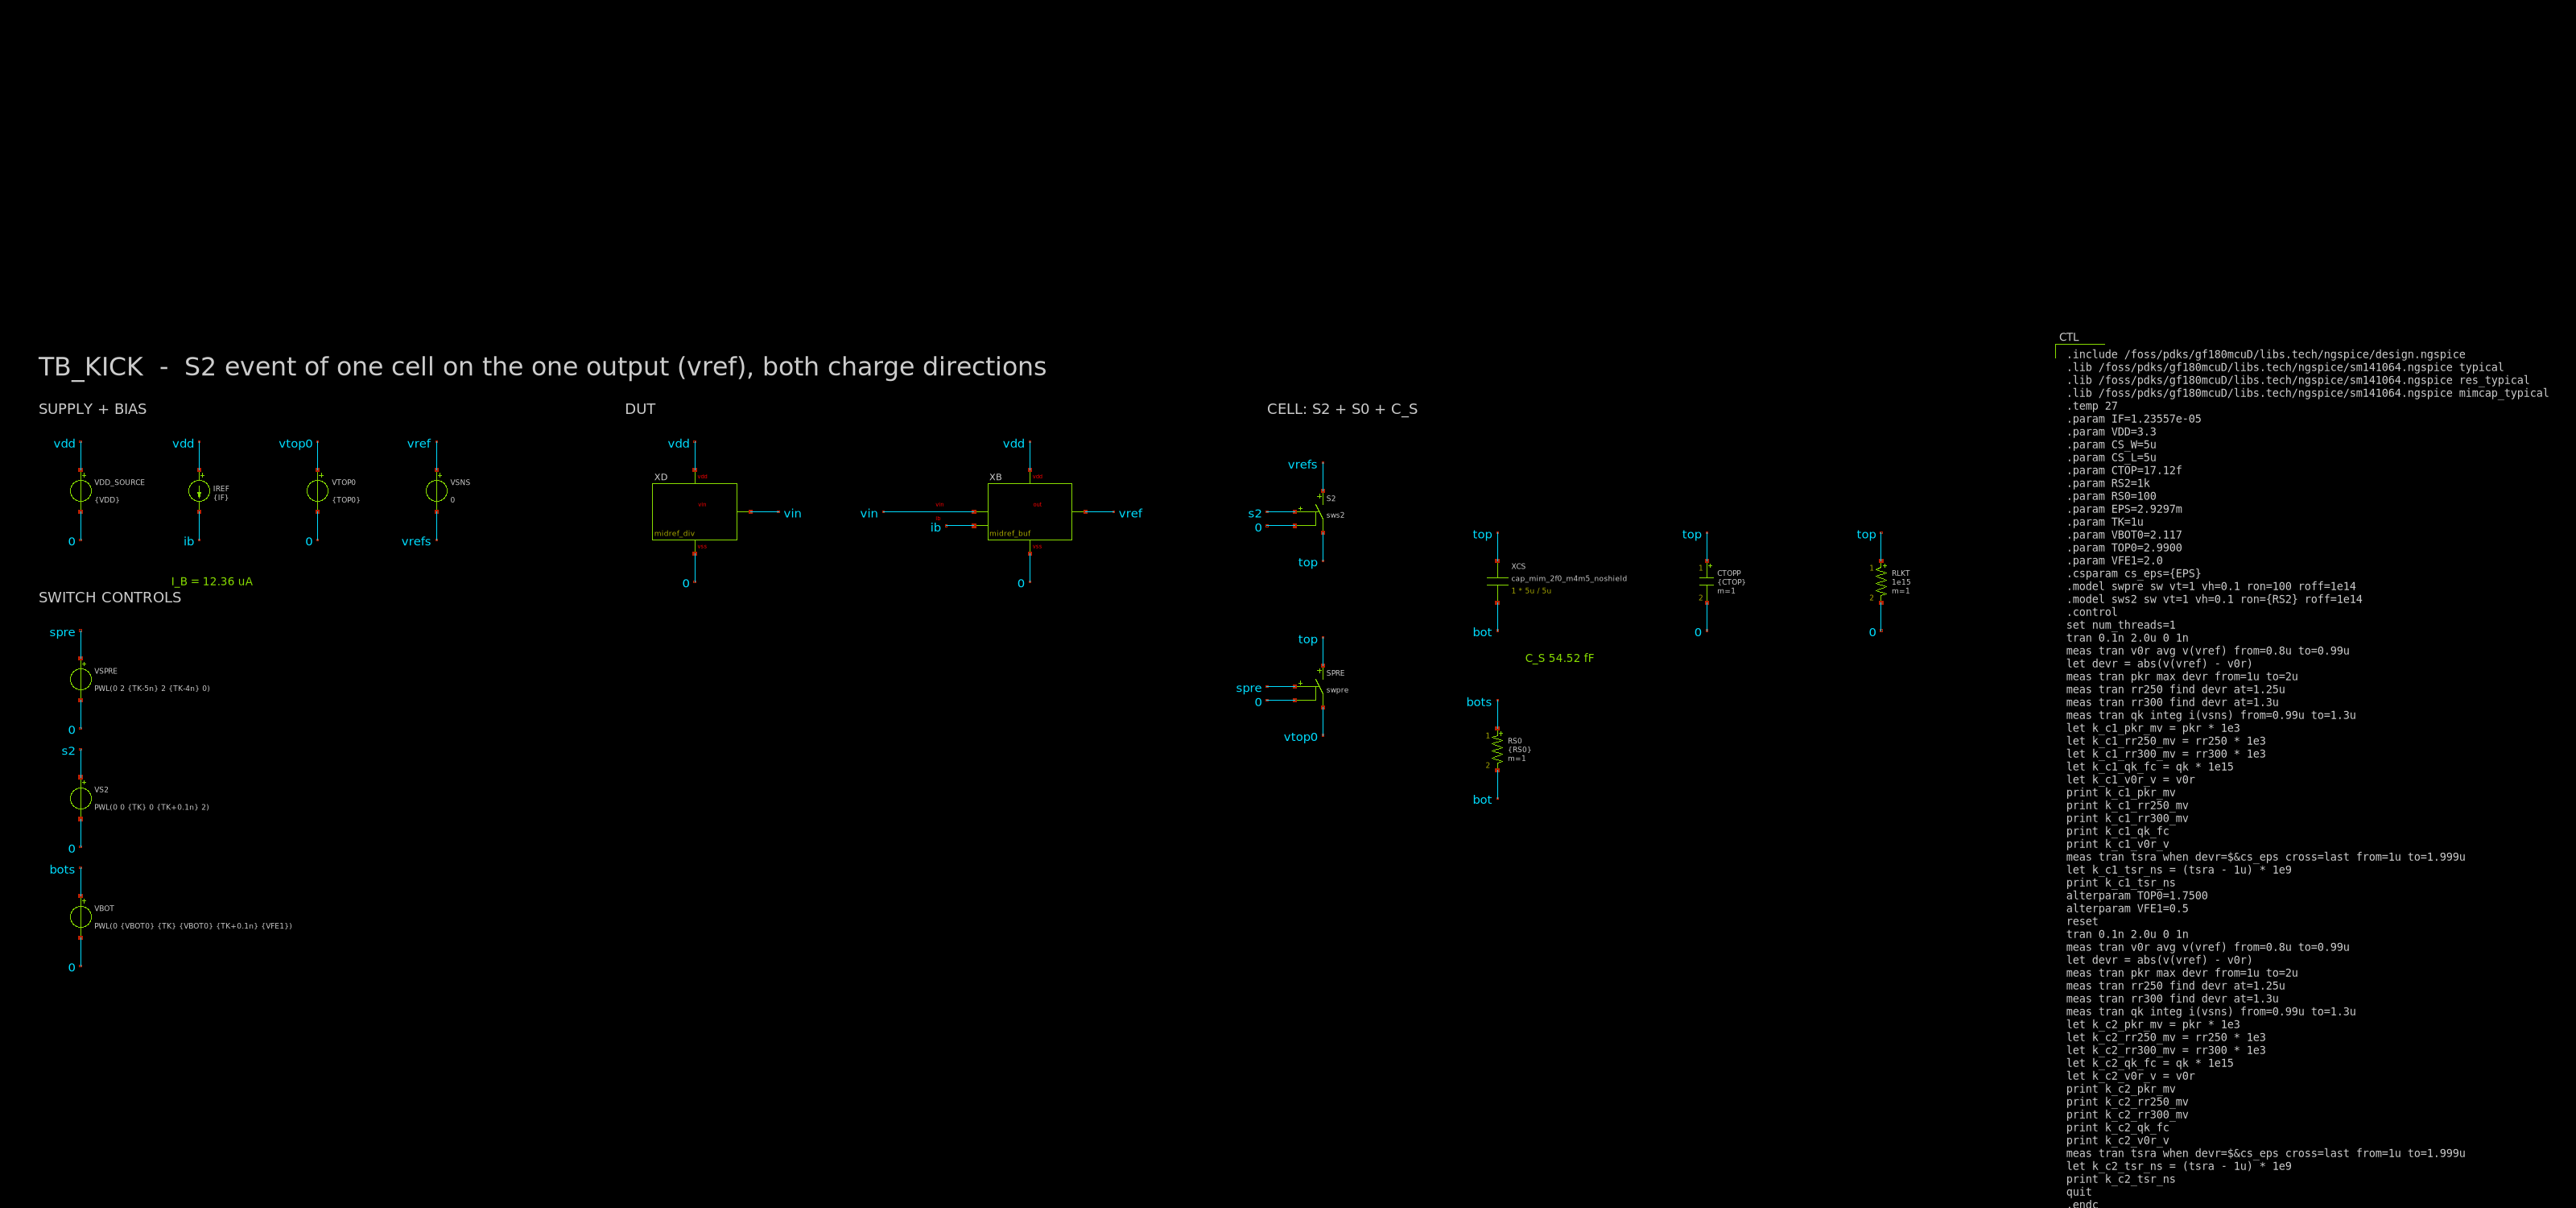 TB_KICK - S2 event of one cell on the one output (vref), both charge directions
SUPPLY + BIAS
vdd
+
VDD_SOURCE
{VDD}
0
vdd
+
IREF
{IF}
ib
vtop0
+
VTOP0
{TOP0}
0
vref
+
VSNS
0
vrefs
I_B = 12.36 uA
SWITCH CONTROLS
spre
+
VSPRE
PWL(0 2 {TK-5n} 2 {TK-4n} 0)
0
s2
+
VS2
PWL(0 0 {TK} 0 {TK+0.1n} 2)
0
bots
+
VBOT
PWL(0 {VBOT0} {TK} {VBOT0} {TK+0.1n} {VFE1})
0
DUT
vdd
XD
vdd
vin
midref_div
vss
vin
0
vdd
XB
vdd
vin
vin
out
ib
ib
midref_buf
vss
vref
0
CELL: S2 + S0 + C_S
vrefs
+
S2
s2
+
sws2
0
top
top
+
SPRE
spre
+
swpre
0
vtop0
top
XCS
cap_mim_2f0_m4m5_noshield
1 * 5u / 5u
bot
C_S 54.52 fF
bots
1
+
RS0
{RS0}
m=1
2
bot
top
1
+
CTOPP
{CTOP}
m=1
2
0
top
1
+
RLKT
1e15
m=1
2
0
CTL
.include /foss/pdks/gf180mcuD/libs.tech/ngspice/design.ngspice
.lib /foss/pdks/gf180mcuD/libs.tech/ngspice/sm141064.ngspice typical
.lib /foss/pdks/gf180mcuD/libs.tech/ngspice/sm141064.ngspice res_typical
.lib /foss/pdks/gf180mcuD/libs.tech/ngspice/sm141064.ngspice mimcap_typical
.temp 27
.param IF=1.23557e-05
.param VDD=3.3
.param CS_W=5u
.param CS_L=5u
.param CTOP=17.12f
.param RS2=1k
.param RS0=100
.param EPS=2.9297m
.param TK=1u
.param VBOT0=2.117
.param TOP0=2.9900
.param VFE1=2.0
.csparam cs_eps={EPS}
.model swpre sw vt=1 vh=0.1 ron=100 roff=1e14
.model sws2 sw vt=1 vh=0.1 ron={RS2} roff=1e14
.control
set num_threads=1
tran 0.1n 2.0u 0 1n
meas tran v0r avg v(vref) from=0.8u to=0.99u
let devr = abs(v(vref) - v0r)
meas tran pkr max devr from=1u to=2u
meas tran rr250 find devr at=1.25u
meas tran rr300 find devr at=1.3u
meas tran qk integ i(vsns) from=0.99u to=1.3u
let k_c1_pkr_mv = pkr * 1e3
let k_c1_rr250_mv = rr250 * 1e3
let k_c1_rr300_mv = rr300 * 1e3
let k_c1_qk_fc = qk * 1e15
let k_c1_v0r_v = v0r
print k_c1_pkr_mv
print k_c1_rr250_mv
print k_c1_rr300_mv
print k_c1_qk_fc
print k_c1_v0r_v
meas tran tsra when devr=$&cs_eps cross=last from=1u to=1.999u
let k_c1_tsr_ns = (tsra - 1u) * 1e9
print k_c1_tsr_ns
alterparam TOP0=1.7500
alterparam VFE1=0.5
reset
tran 0.1n 2.0u 0 1n
meas tran v0r avg v(vref) from=0.8u to=0.99u
let devr = abs(v(vref) - v0r)
meas tran pkr max devr from=1u to=2u
meas tran rr250 find devr at=1.25u
meas tran rr300 find devr at=1.3u
meas tran qk integ i(vsns) from=0.99u to=1.3u
let k_c2_pkr_mv = pkr * 1e3
let k_c2_rr250_mv = rr250 * 1e3
let k_c2_rr300_mv = rr300 * 1e3
let k_c2_qk_fc = qk * 1e15
let k_c2_v0r_v = v0r
print k_c2_pkr_mv
print k_c2_rr250_mv
print k_c2_rr300_mv
print k_c2_qk_fc
print k_c2_v0r_v
meas tran tsra when devr=$&cs_eps cross=last from=1u to=1.999u
let k_c2_tsr_ns = (tsra - 1u) * 1e9
print k_c2_tsr_ns
quit
.endc